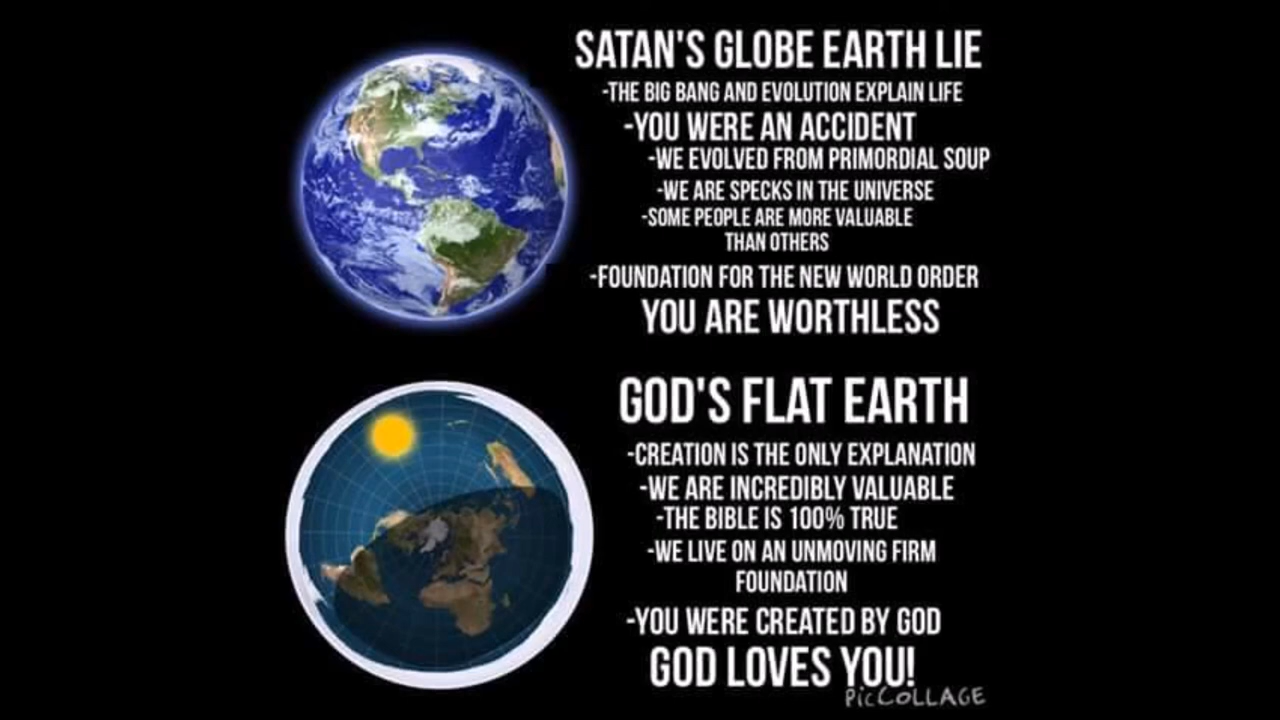 SATAN'S GLOBE EARTH LIE
-THE BIG BANG AND EVOLUTION EXPLAIN LIFE
-YOU WERE AN ACCIDENT
-WE EVOLVED FROM PRIMORDIAL SOUP
-WE ARE SPECKS IN THE UNIVERSE
-SOME PEOPLE ARE MORE VALUABLE
THAN OTHERS
-FOUNDATION FOR THE NEW WORLD ORDER
YOU ARE WORTHLESS
GOD'S FLAT EARTH
-CREATION IS THE ONLY EXPLANATION
-WE ARE INCREDIBLY VALUABLE
-THE BIBLE IS 100% TRUE
-WE LIVE ON AN UNMOVING FIRM
FOUNDATION
-YOU WERE CREATED BY GOD
GOD LOVES YOU!
PicCOLLAGE